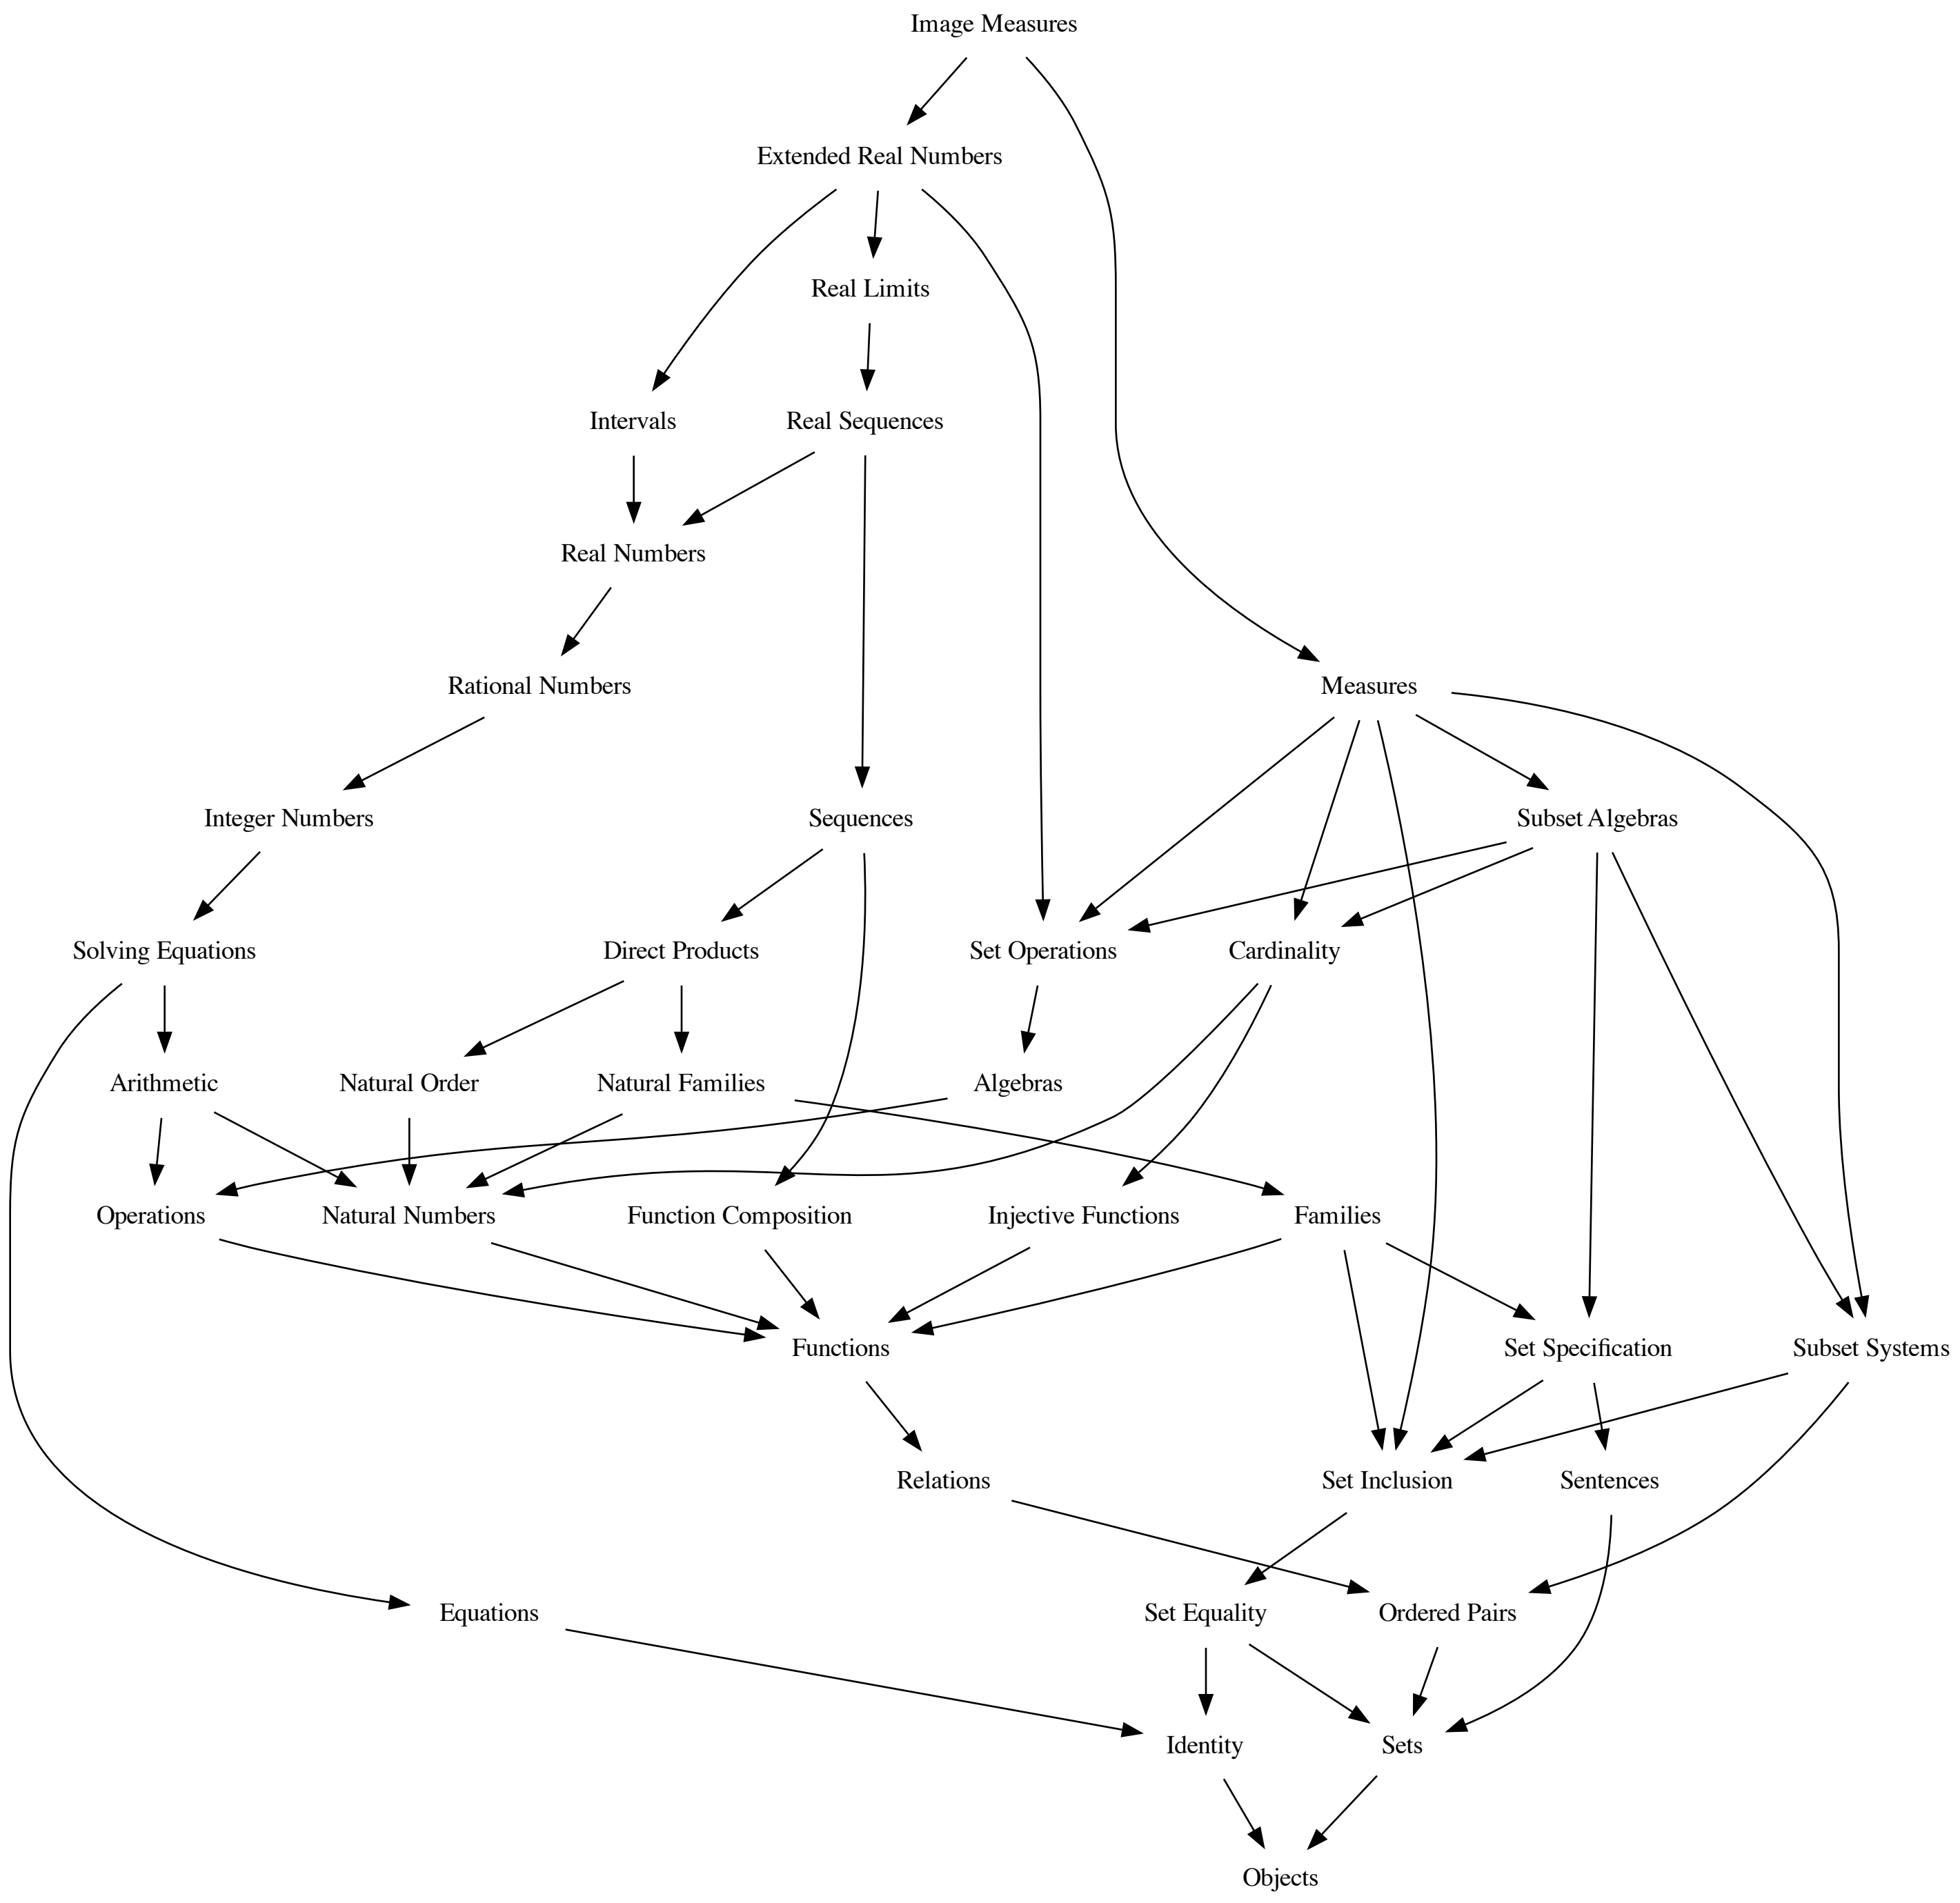 Image Measures
Extended Real Numbers
Real Limits
Intervals
Real Sequences
Real Numbers
Rational Numbers
Measures
Integer Numbers
Sequences
Subset Algebras
Solving Equations
Direct Products
Set Operations
Cardinality
Arithmetic
Natural Order
Natural Families
Algebras
Operations
Natural Numbers
Function Composition
Injective Functions
Families
Functions
Set Specification
Subset Systems
Relations
Set Inclusion
Sentences
Equations
Set Equality
Ordered Pairs
Identity
Sets
Objects